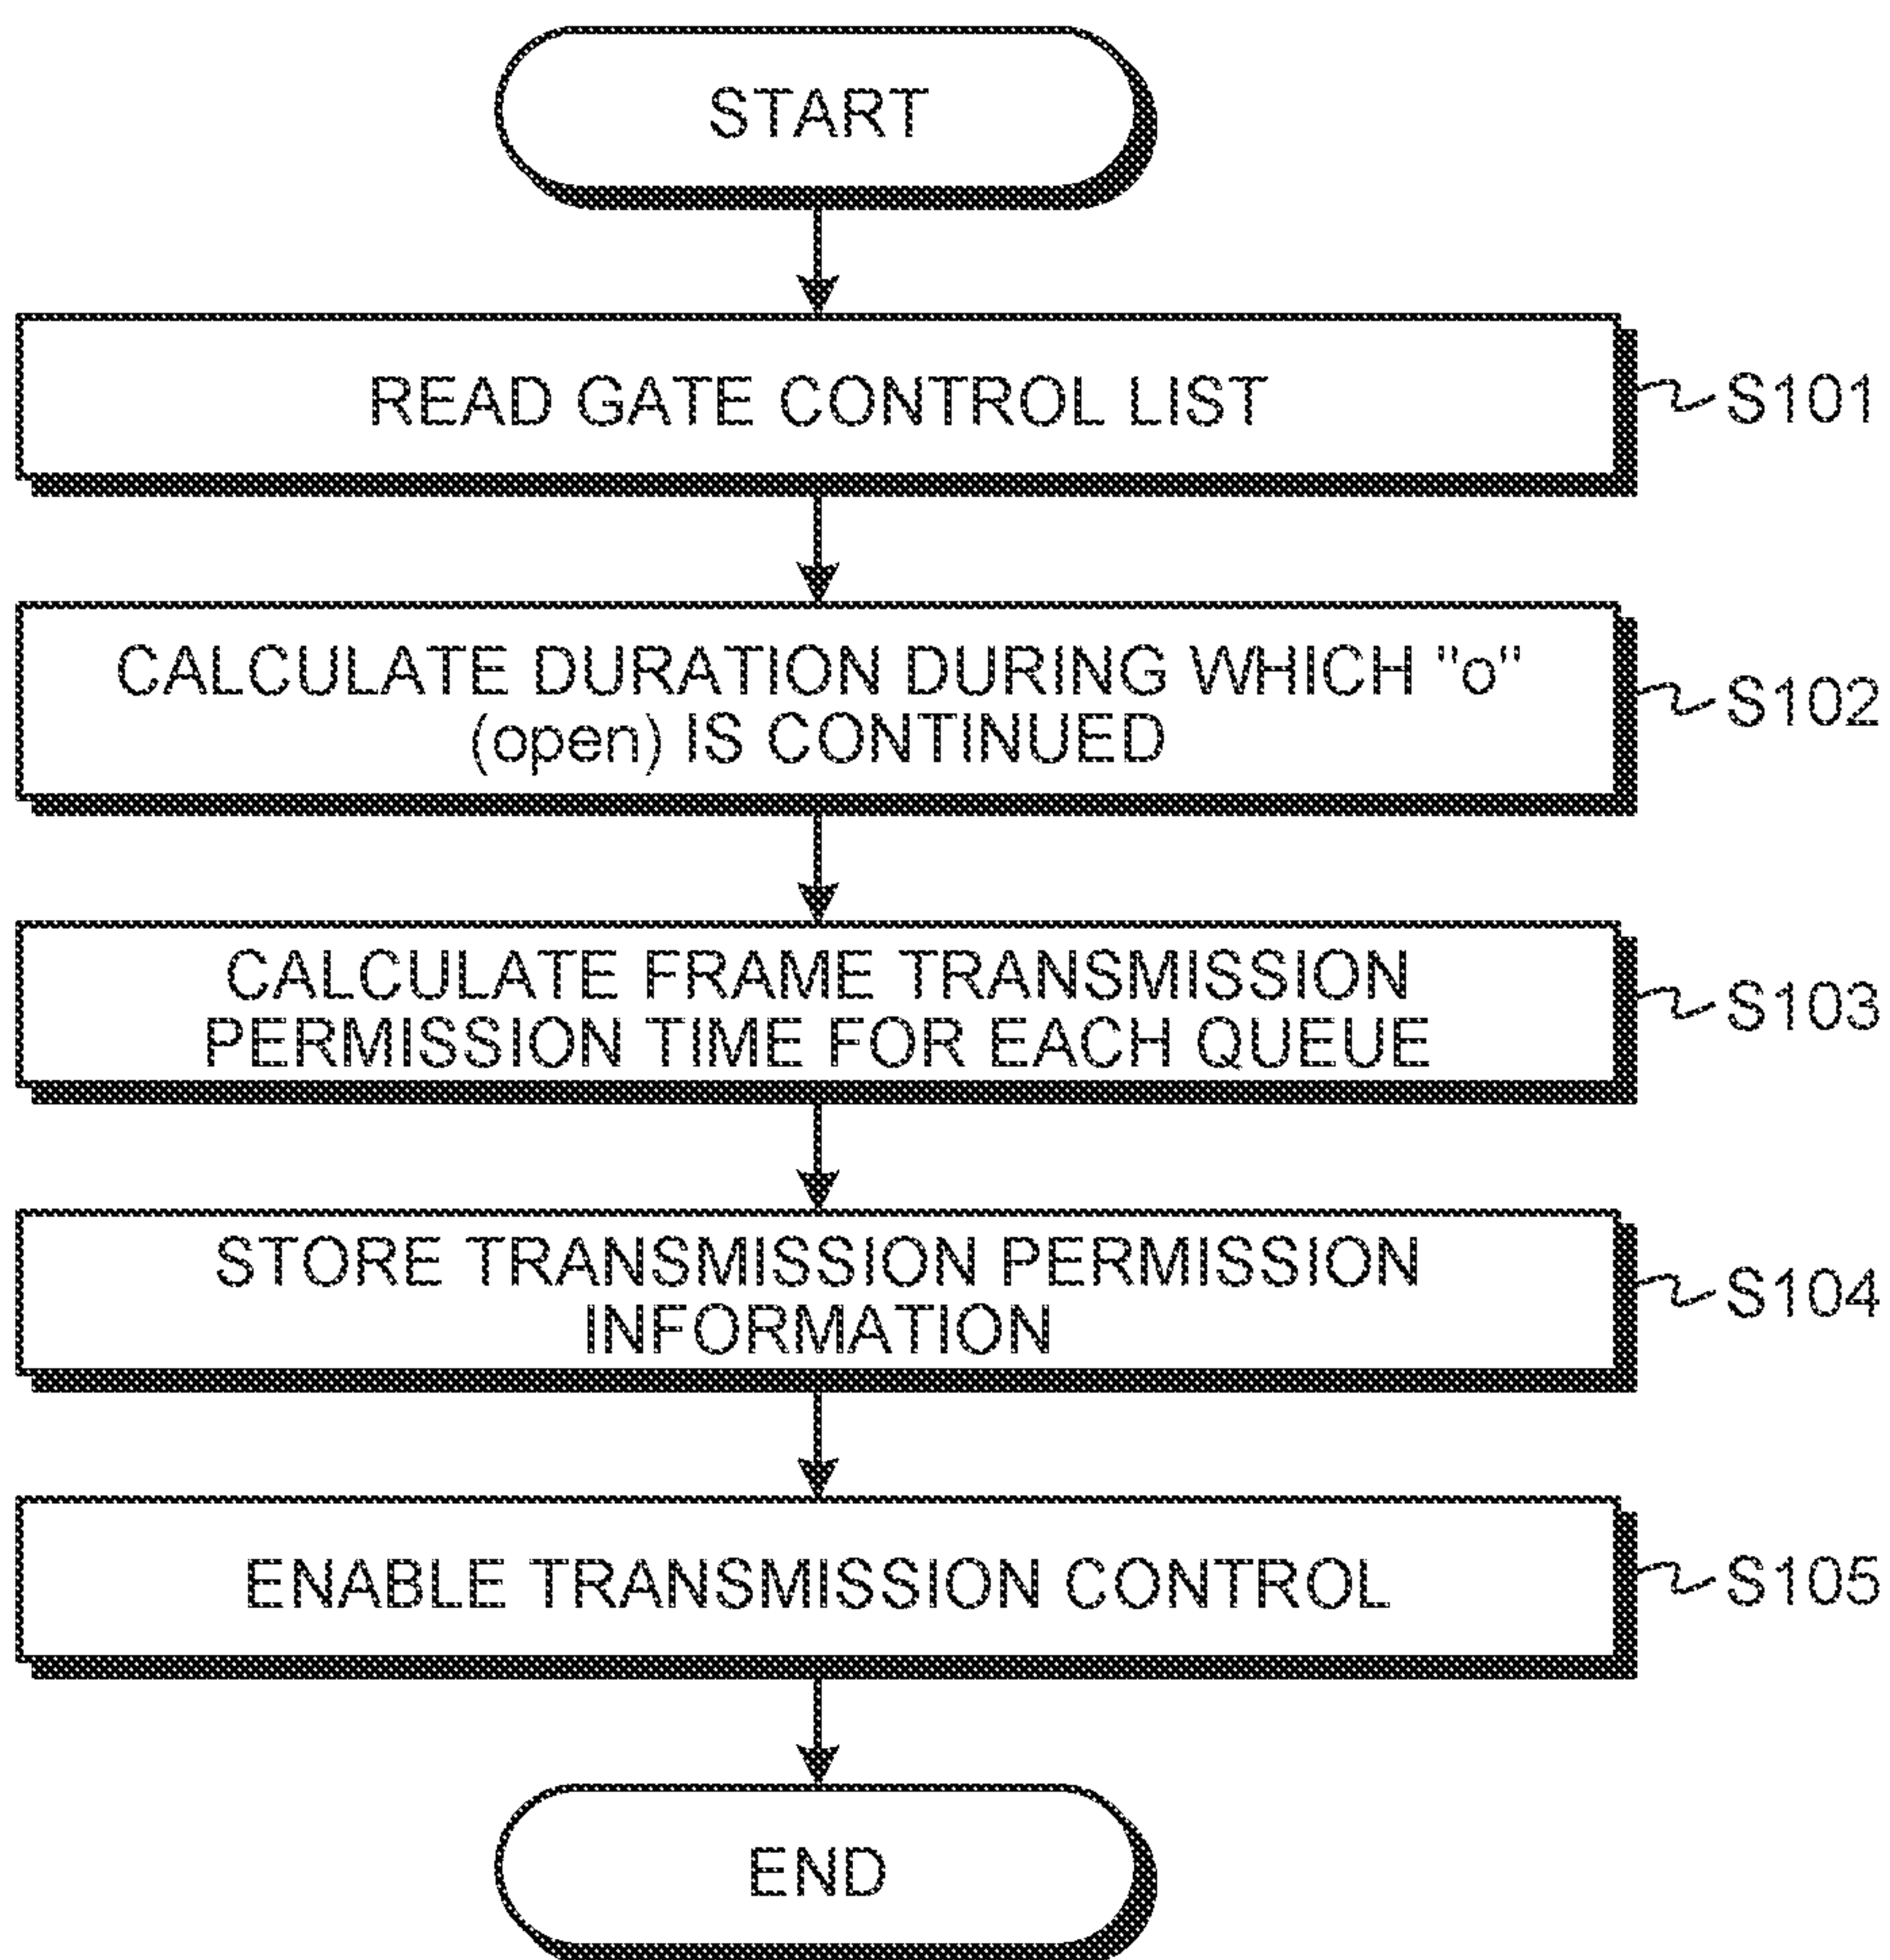 START
READ GATE CONTROL LIST
S101
CALCULATE DURATION DURING WHICH "o"
(open) IS CONTINUED
S102
CALCULATE FRAME TRANSMISSION
PERMISSION TIME FOR EACH QUEUE
S103
STORE TRANSMISSION PERMISSION
INFORMATION
S104
ENABLE TRANSMISSION CONTROL
S105
END